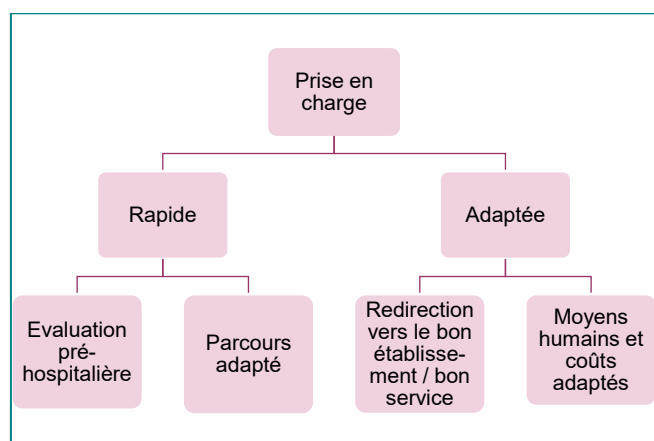 Prise en
charge
Rapide
Adaptée
Evaluation
pré-
hospitalière
Parcours
adapté
Redirection
vers le bon
établisse-
ment / bon
service
Moyens
humains et
coûts
adaptés